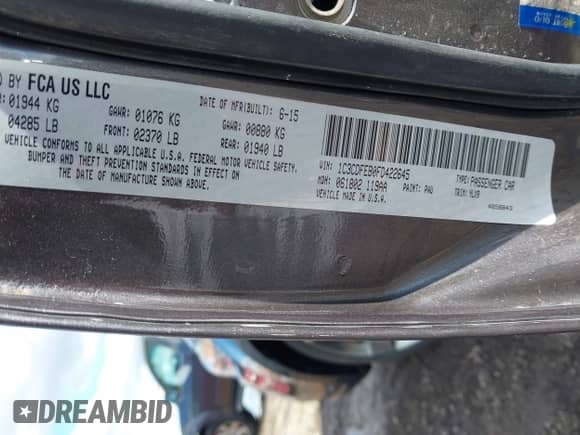 BY FCA US LLC
DATE OF MFR(BUILT): 6-15
01944 KG GAWR: 01076 KG GAWR: 00880 KG
04285 LB FRONT: 02370 LB REAR: 01940 LB
VEHICLE CONFORMS TO ALL APPLICABLE U.S.A. FEDERAL MOTOR VEHICLE SAFETY,
BUMPER AND THEFT PREVENTION STANDARDS IN EFFECT ON
THE DATE OF MANUFACTURE SHOWN ABOVE.
VIN: 1C3CDFEB0FD422645 TYPE: PASSENGER CAR
MDH: 061802 119AA PAINT: PAU TRIM:
VEHICLE MADE IN U.S.A.
DREAMBID